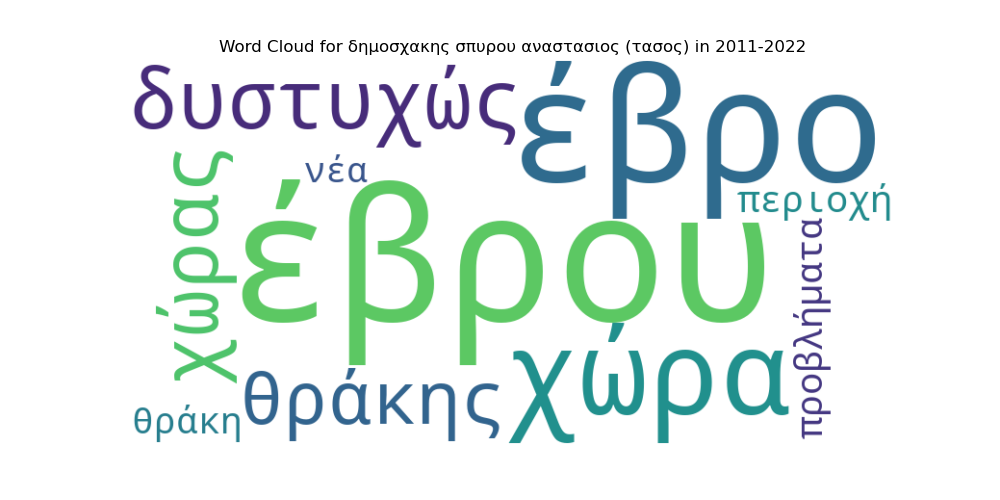 Word Cloud for δημοσχακης σπυρου αναστασιος (τασος) in 2011-2022
δυστυχώς
έβρο
νέα
περιοχή
χώρας
έβρου
προβλήματα
χώρα
θράκης
θράκη